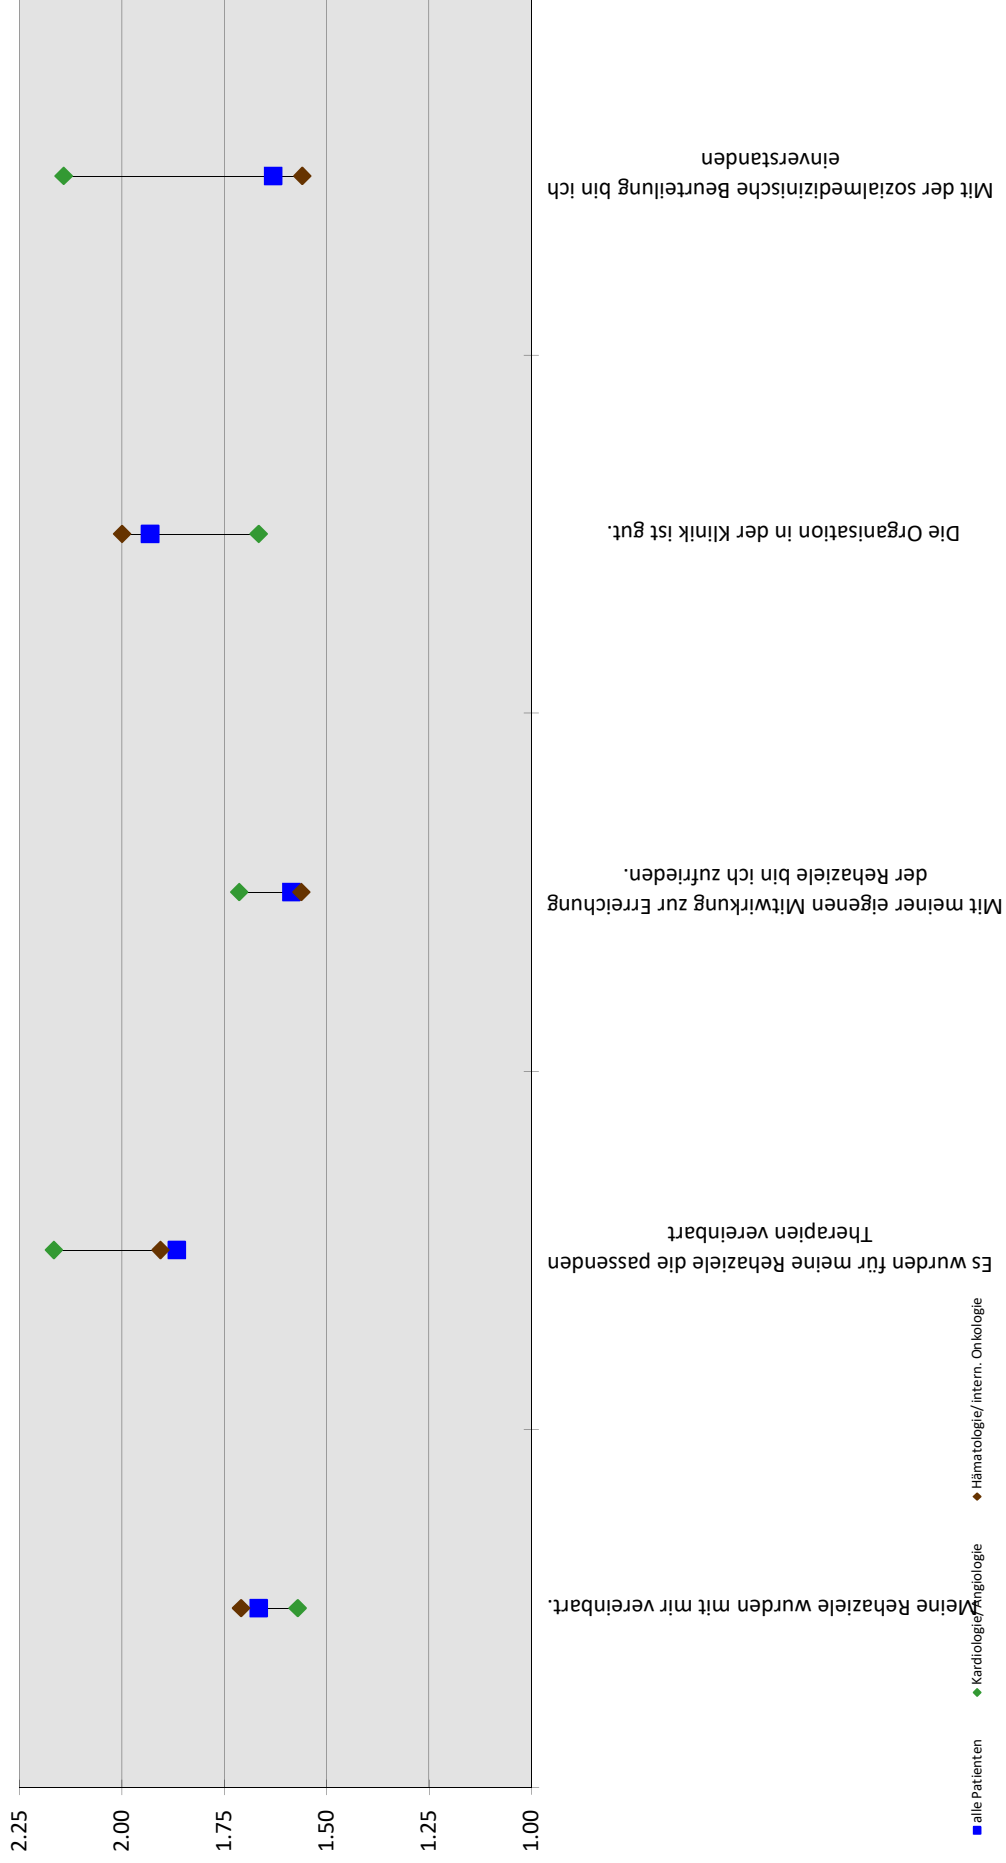 2.25
2.00
1.75
1.50
1.25
1.00
Meine Rehaziele wurden mit mir vereinbart.
Es wurden für meine Rehaziele die passenden
Therapien vereinbart
Mit meiner eigenen Mitwirkung zur Erreichung
der Rehaziele bin ich zufrieden.
Die Organisation in der Klinik ist gut.
Mit der sozialmedizinische Beurteilung bin ich
einverstanden
alle Patienten
Kardiologie/ Angiologie
Hämatologie/ intern. Onkologie